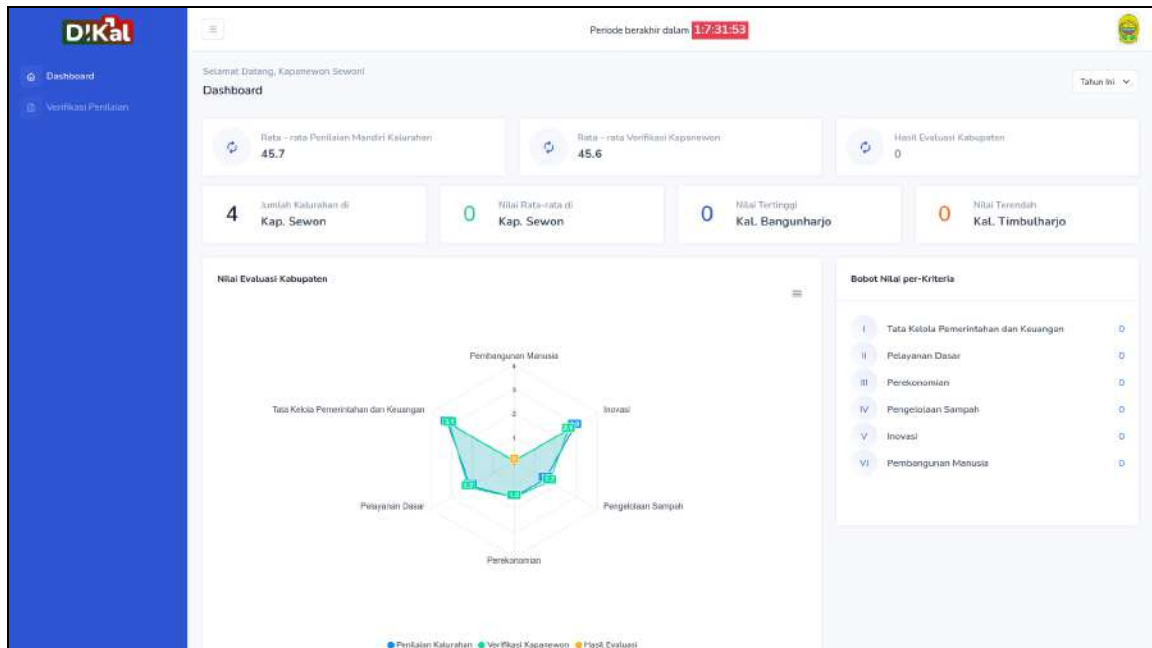 D!Kal
Periode berakhir dalam 1:7:31:53
Dashboard
Verifikasi Penilaian
Selamat Datang, Kapanewon Sewon!
Dashboard
Tahun Ini
Rata - rata Penilaian Mandiri Kalurahan
45.7
Rata - rata Verifikasi Kapanewon
45.6
Hasil Evaluasi Kabupaten
0
4
Jumlah Kalurahan di
Kap. Sewon
0
Nilai Rata-rata di
Kap. Sewon
0
Nilai Tertinggi
Kal. Bangunharjo
0
Nilai Terendah
Kal. Timbulharjo
Nilai Evaluasi Kabupaten
Pembangunan Manusia
4
3
2
1
Tata Kelola Pemerintahan dan Keuangan
Inovasi
Pelayanan Dasar
Pengelolaan Sampah
Perekonomian
Penilaian Kalurahan Verifikasi Kapanewon Hasil Evaluasi
Bobot Nilai per-Kriteria
I Tata Kelola Pemerintahan dan Keuangan 0
II Pelayanan Dasar 0
III Perekonomian 0
IV Pengelolaan Sampah 0
V Inovasi 0
VI Pembangunan Manusia 0